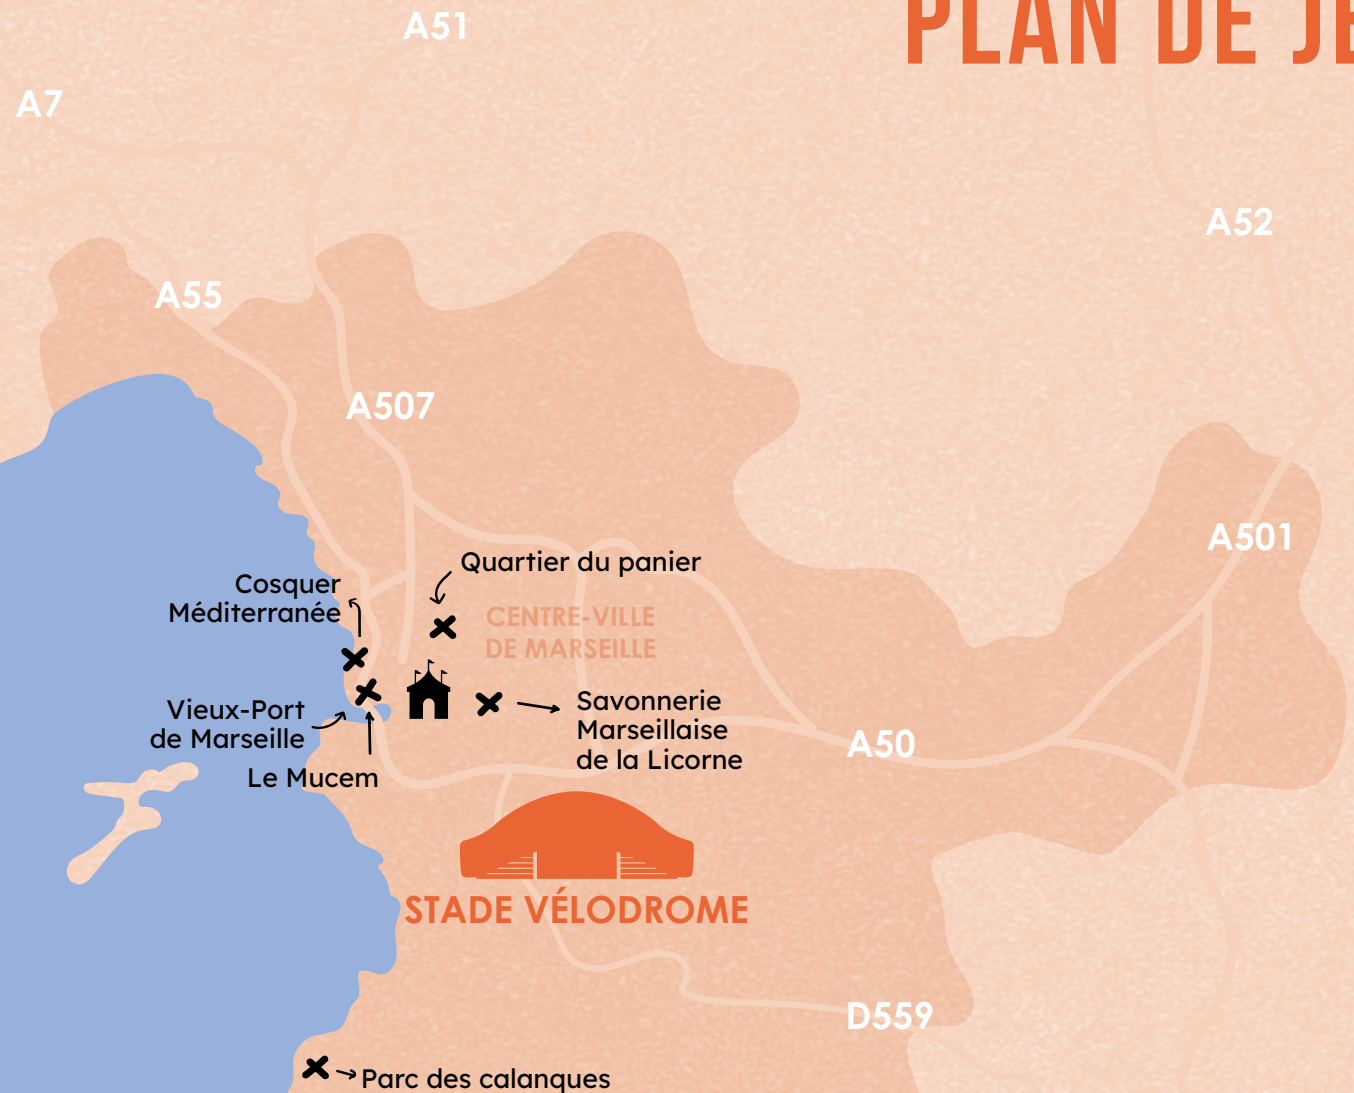 A51
PLAN DE JE
A7
A52
A55
A507
A501
Quartier du panier
Cosquer
Méditerranée
CENTRE-VILLE
DE MARSEILLE
Vieux-Port
de Marseille
Savonnerie
Marseillaise
de la Licorne
A50
Le Mucem
STADE VÉLODROME
D559
Parc des calanques